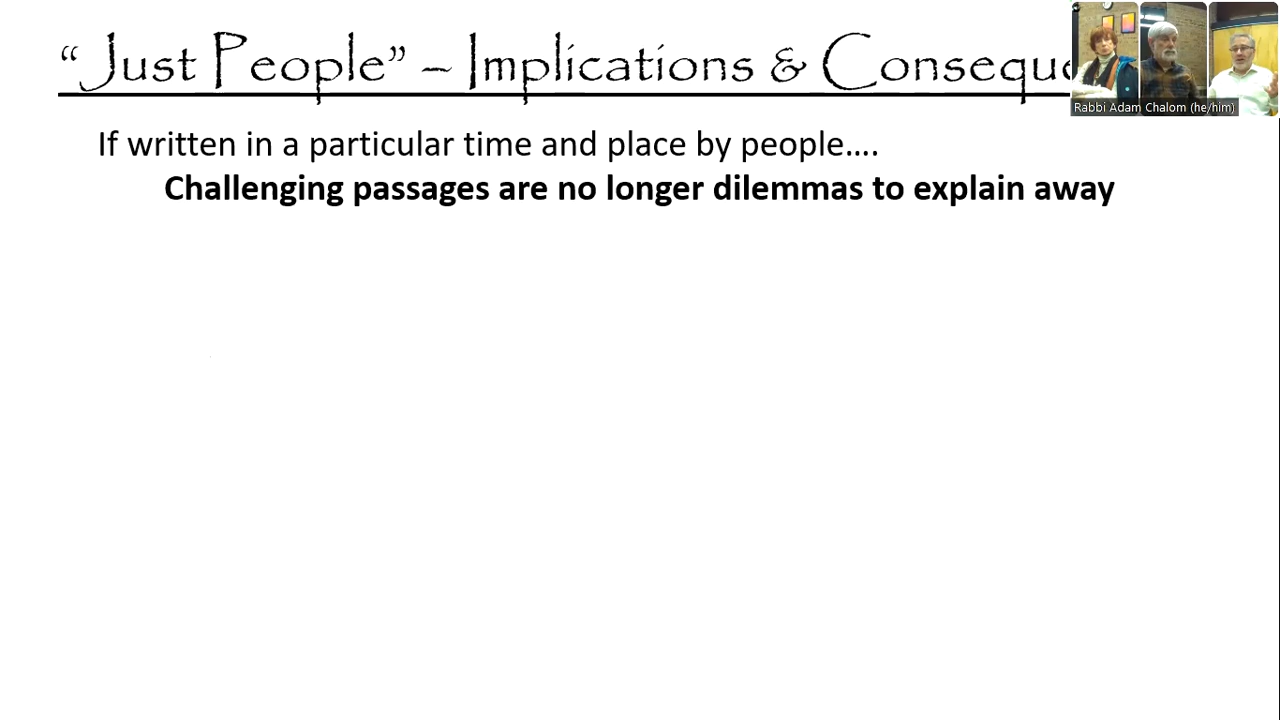 “Just People” – Implications & Conseque
Rabbi Adam Chalom (he/him)
If written in a particular time and place by people….
Challenging passages are no longer dilemmas to explain away